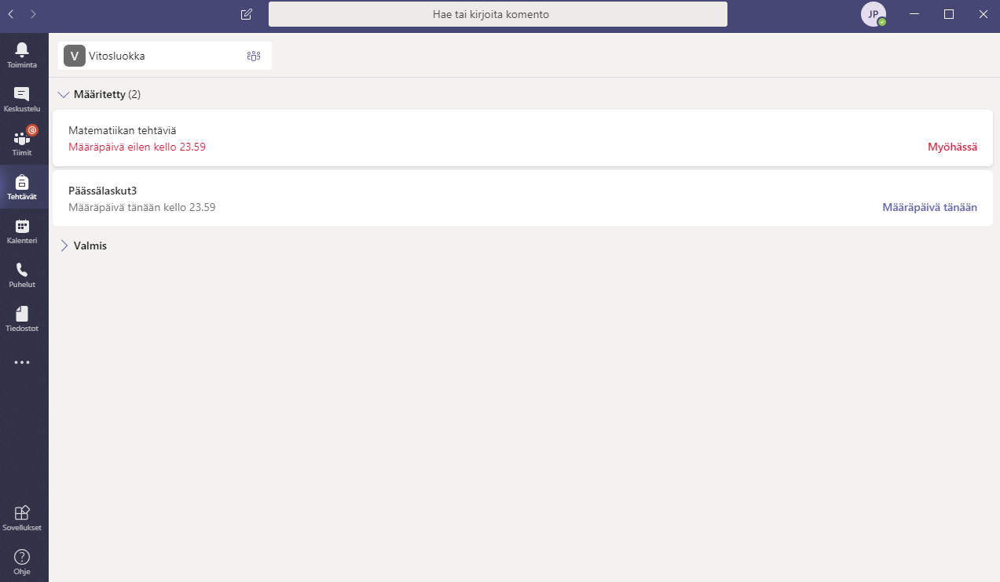 Hae tai kirjoita komento
JP
Toiminta
Keskustelu
@
Tiimit
Tehtävät
Kalenteri
Puhelut
Tiedostot
Sovellukset
?
Ohje
V Vitosluokka
Määritetty (2)
Matematiikan tehtäviä
Määräpäivä eilen kello 23.59
Myöhässä
Päässälaskut3
Määräpäivä tänään kello 23.59
Määräpäivä tänään
Valmis